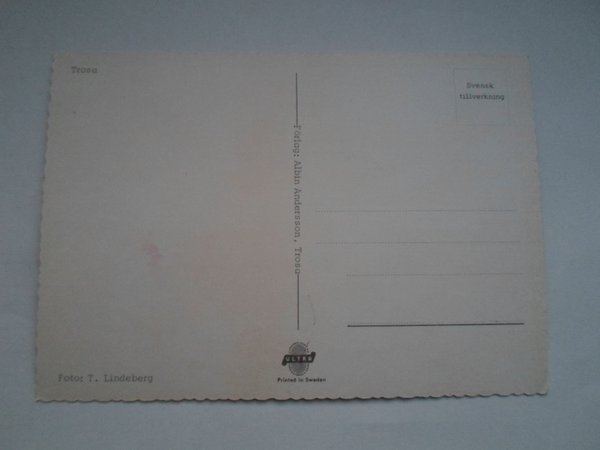 Trosa
Svensk
tillverkning
Förlag: Albin Andersson, Trosa
ULTRA
Printed in Sweden
Foto: T. Lindeberg